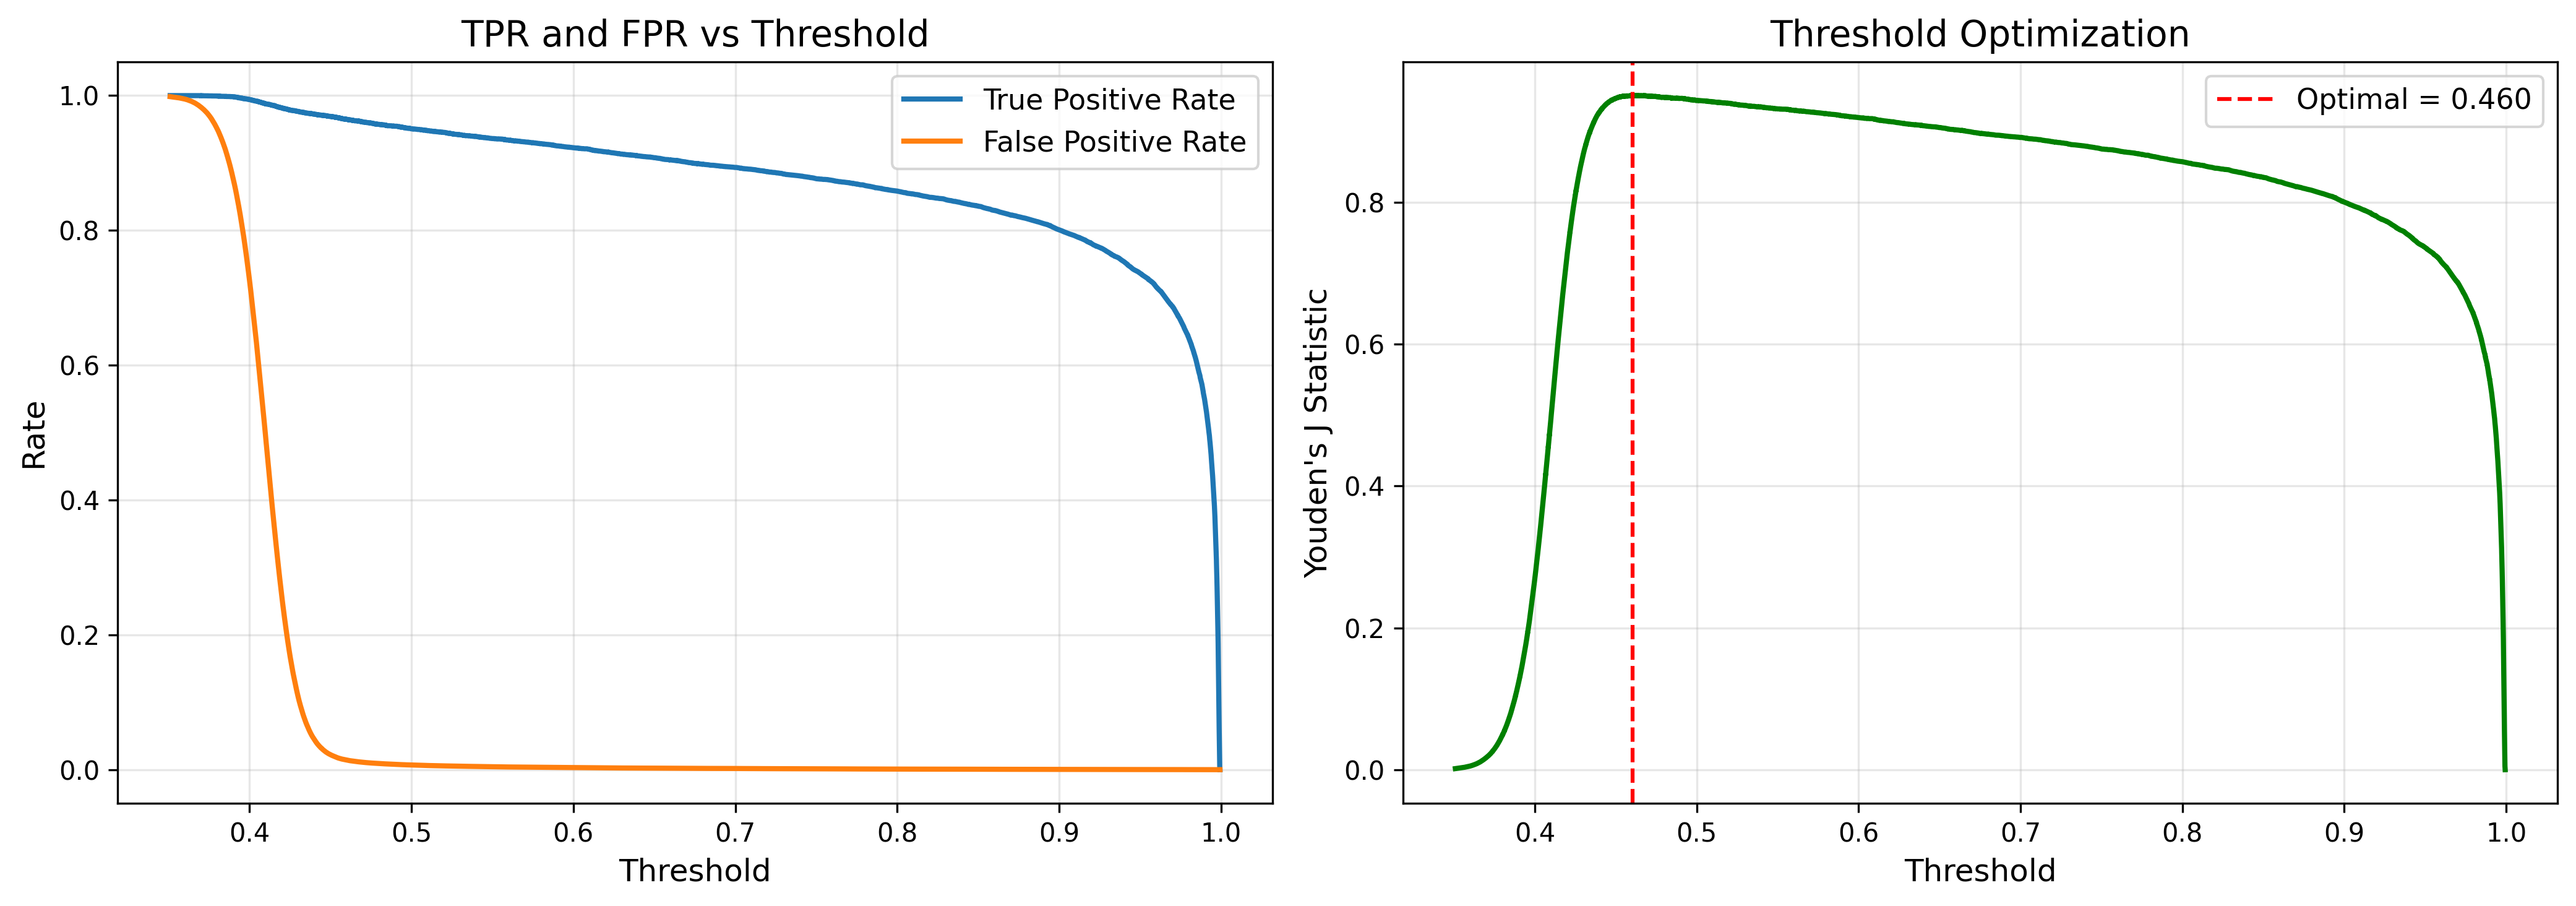 TPR and FPR vs Threshold
True Positive Rate
False Positive Rate
1.0
0.8
0.6
0.4
0.2
0.0
Rate
0.4 0.5 0.6 0.7 0.8 0.9 1.0
Threshold
Threshold Optimization
Optimal = 0.460
0.8
0.6
0.4
0.2
0.0
Youden's J Statistic
0.4 0.5 0.6 0.7 0.8 0.9 1.0
Threshold